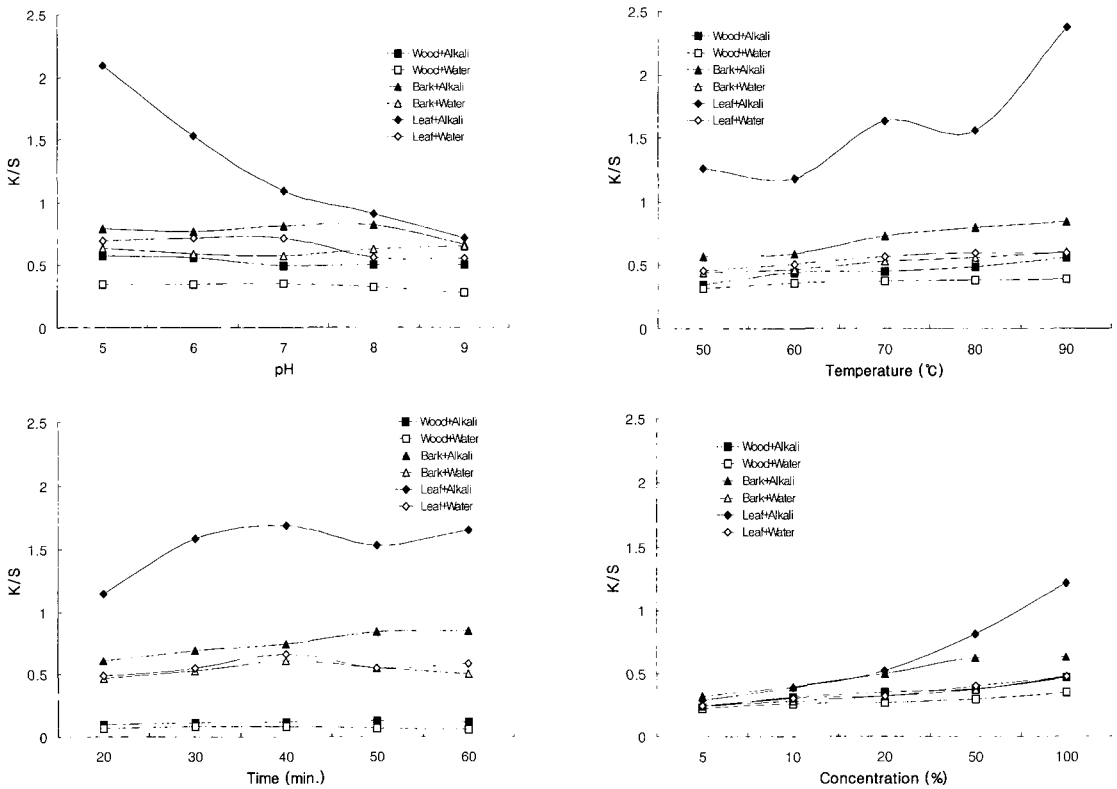 2.5
2
1.5
1
0.5
0
K/S
5
6
7
8
9
pH
Wood+Alkali
Wood+Water
Bark+Alkali
Bark+Water
Leaf+Alkali
Leaf+Water
2.5
2
1.5
1
0.5
0
K/S
50
60
70
80
90
Temperature (℃)
Wood+Alkali
Wood+Water
Bark+Alkali
Bark+Water
Leaf+Alkali
Leaf+Water
2.5
2
1.5
1
0.5
0
K/S
20
30
40
50
60
Time (min.)
Wood+Alkali
Wood+Water
Bark+Alkali
Bark+Water
Leaf+Alkali
Leaf+Water
2.5
2
1.5
1
0.5
0
K/S
5
10
20
50
100
Concentration (%)
Wood+Alkali
Wood+Water
Bark+Alkali
Bark+Water
Leaf+Alkali
Leaf+Water